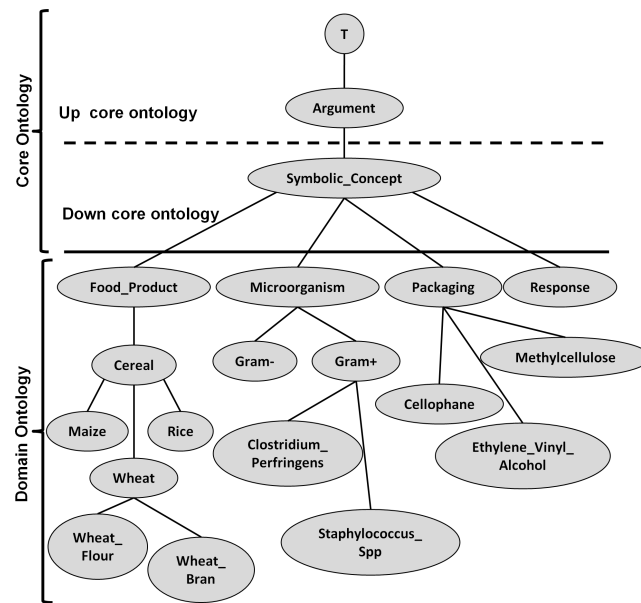 T
Core Ontology
Up core ontology
Argument
Symbolic_Concept
Down core ontology
Domain Ontology
Food_Product
Microorganism
Packaging
Response
Cereal
Gram-
Gram+
Methylcellulose
Cellophane
Maize
Rice
Clostridium_
Perfringens
Ethylene_Vinyl_
Alcohol
Wheat
Wheat_
Flour
Wheat_
Bran
Staphylococcus_
Spp